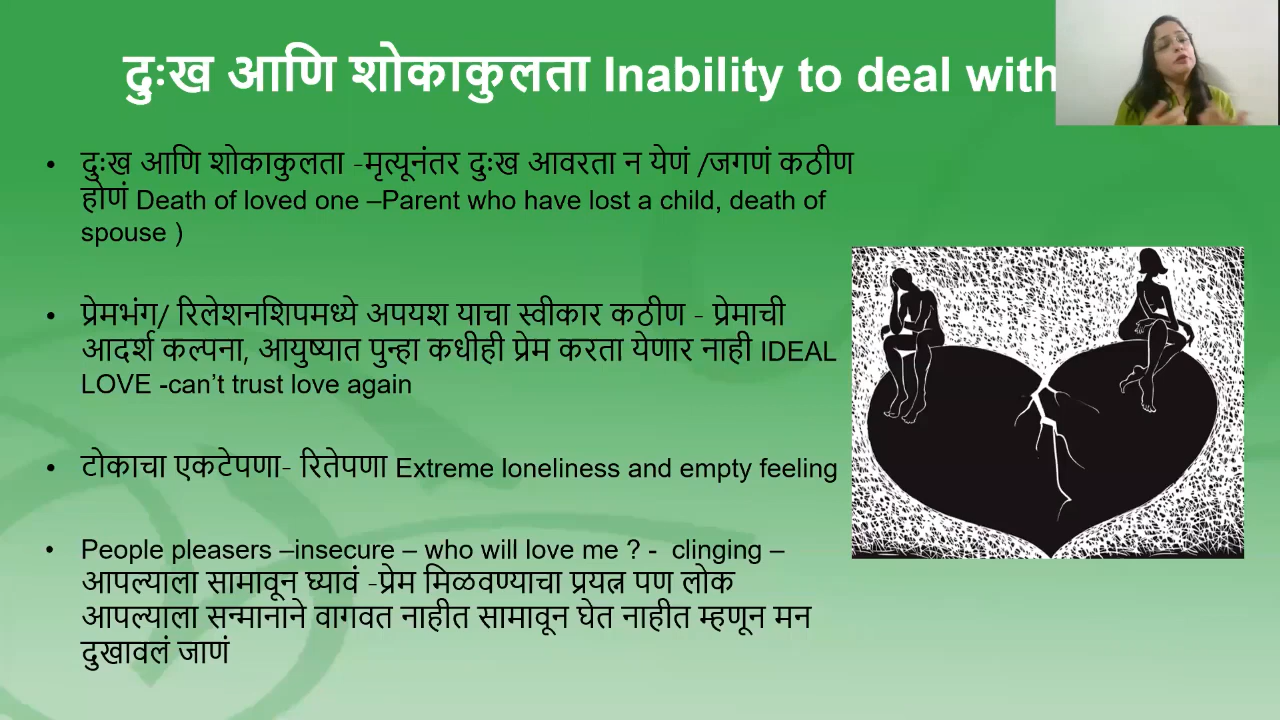 दुःख आणि शोकाकुलता Inability to deal with
• दुःख आणि शोकाकुलता -मृत्यूनंतर दुःख आवरता न येणं /जगणं कठीण
होणं Death of loved one –Parent who have lost a child, death of
spouse )
• प्रेमभंग/ रिलेशनशिपमध्ये अपयश याचा स्वीकार कठीण - प्रेमाची
आदर्श कल्पना, आयुष्यात पुन्हा कधीही प्रेम करता येणार नाही IDEAL
LOVE -can’t trust love again
• टोकाचा एकटेपणा- रितेपणा Extreme loneliness and empty feeling
• People pleasers –insecure – who will love me ? - clinging –
आपल्याला सामावून घ्यावं -प्रेम मिळवण्याचा प्रयत्न पण लोक
आपल्याला सन्मानाने वागवत नाहीत सामावून घेत नाहीत म्हणून मन
दुखावलं जाणं